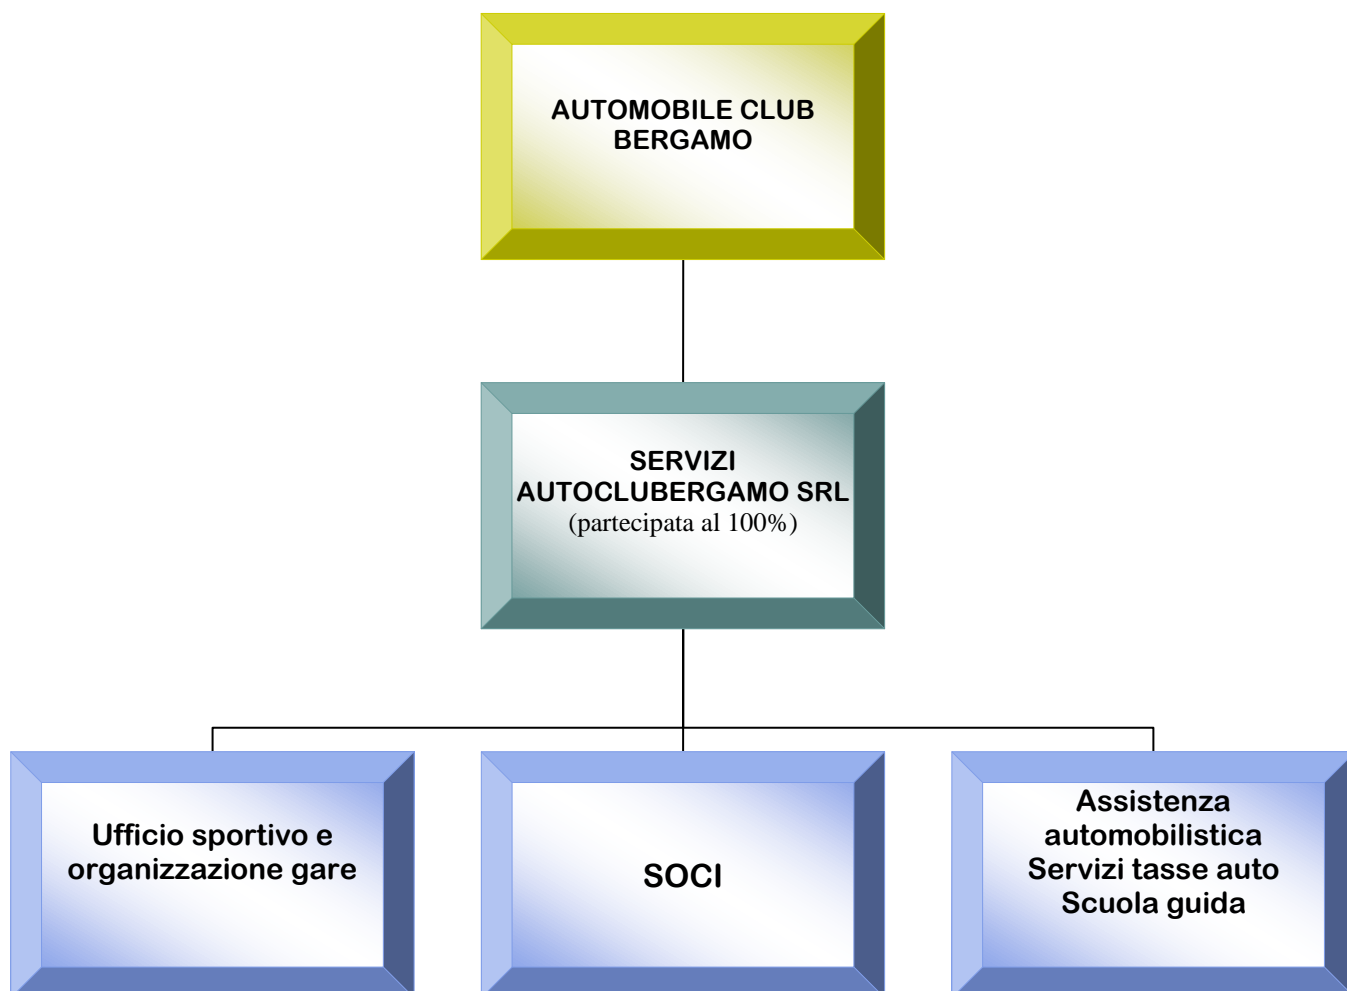 AUTOMOBILE CLUB
BERGAMO
SERVIZI
AUTOCLUBERGAMO SRL
(partecipata al 100%)
Ufficio sportivo e
organizzazione gare
SOCI
Assistenza
automobilistica
Servizi tasse auto
Scuola guida